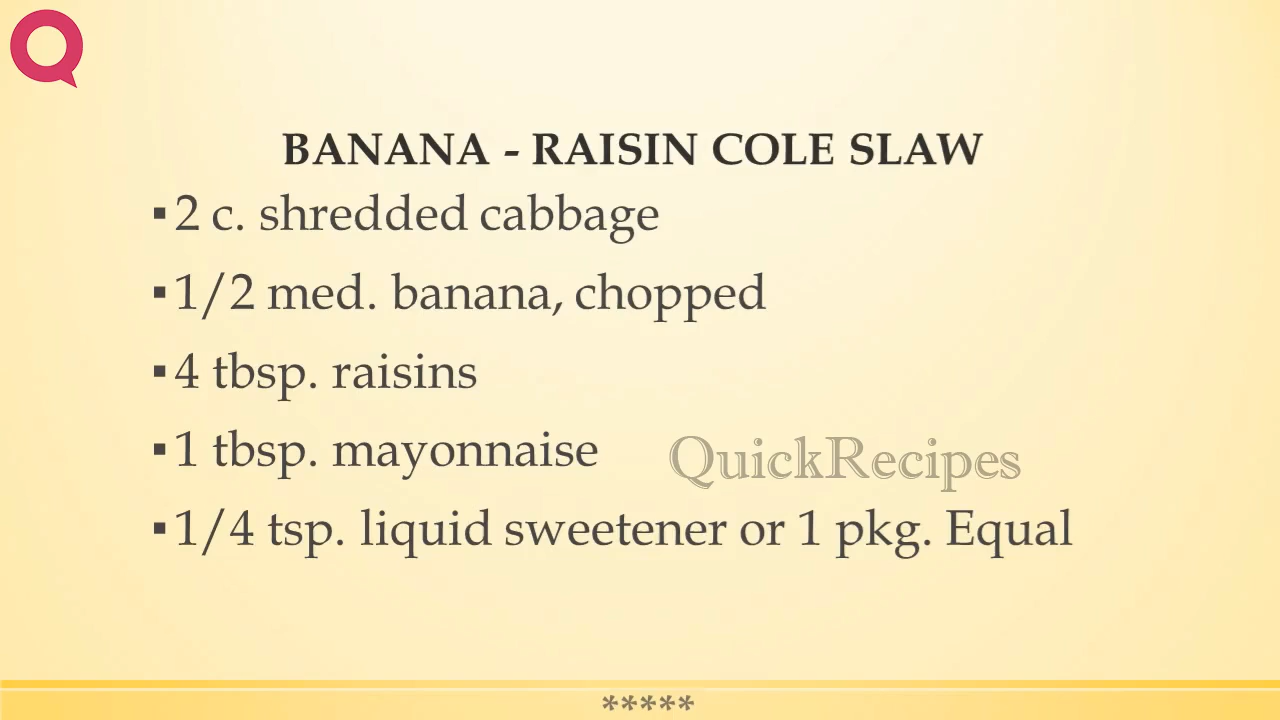 BANANA - RAISIN COLE SLAW
▪2 c. shredded cabbage
▪1/2 med. banana, chopped
▪4 tbsp. raisins
▪1 tbsp. mayonnaise
QuickRecipes
▪1/4 tsp. liquid sweetener or 1 pkg. Equal
*****